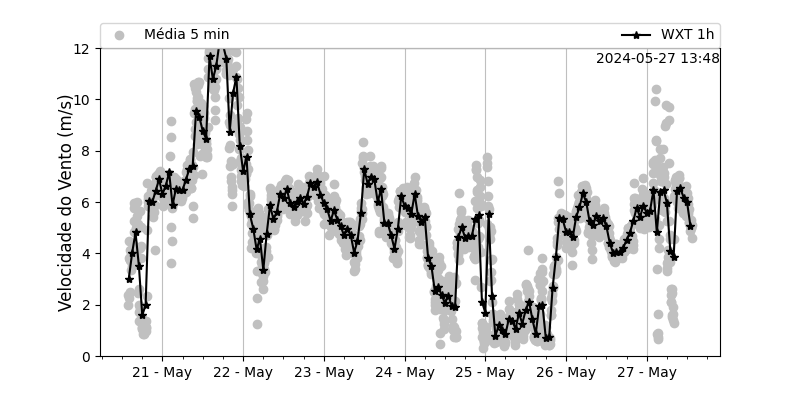 Média 5 min
WXT 1h
2024-05-27 13:48
Velocidade do Vento (m/s)
12
10
8
6
4
2
0
21 - May
22 - May
23 - May
24 - May
25 - May
26 - May
27 - May